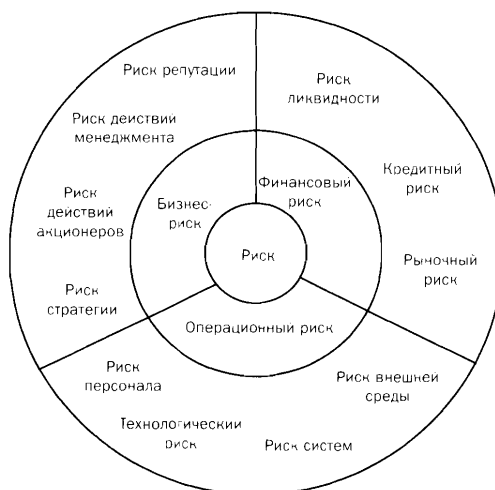 Риск репутации
Риск действий
менеджмента
Риск
действий
акционеров
Риск
стратегии
Бизнес-
риск
Риск
ликвидности
Кредитный
риск
Рыночный
риск
Финансовый
риск
Риск
Операционный риск
Риск
персонала
Технологический
риск
Риск систем
Риск внешней
среды